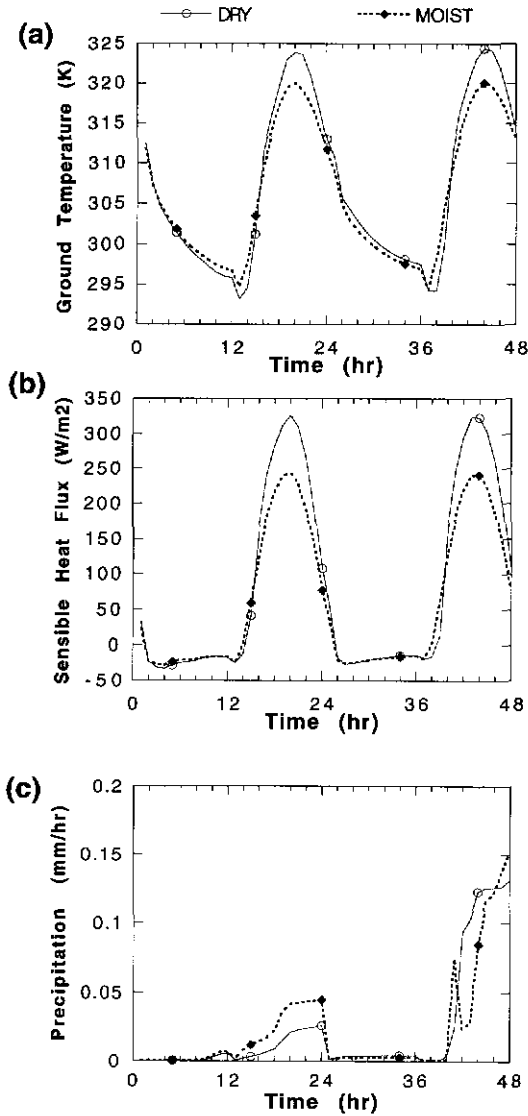 DRY MOIST
(a)
Ground Temperature (K)
325
320
315
310
305
300
295
290
0 12 24 36 48
Time (hr)
(b)
Sensible Heat Flux (W/m2)
350
300
250
200
150
100
50
0
-50
0 12 24 36 48
Time (hr)
(c)
Precipitation (mm/hr)
0.2
0.15
0.1
0.05
0
0 12 24 36 48
Time (hr)